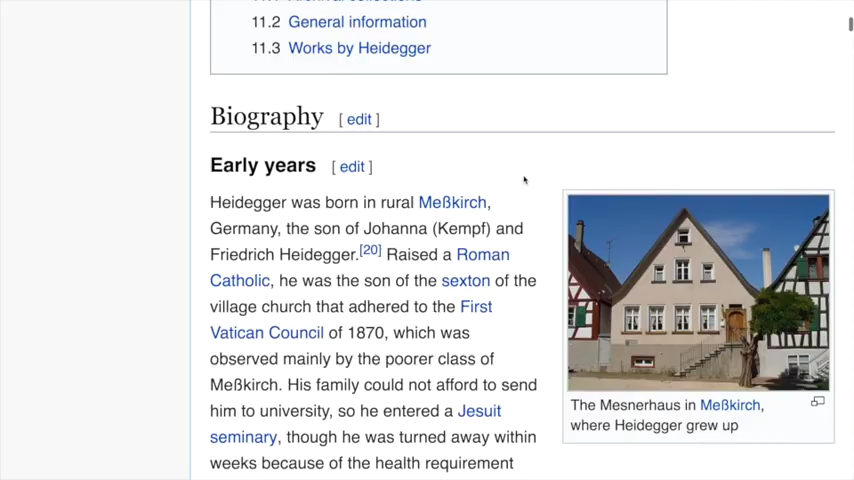 11.2 General information
11.3 Works by Heidegger
Biography [ edit ]
Early years [ edit ]
Heidegger was born in rural Meßkirch,
Germany, the son of Johanna (Kempf) and
Friedrich Heidegger.[20] Raised a Roman
Catholic, he was the son of the sexton of the
village church that adhered to the First
Vatican Council of 1870, which was
observed mainly by the poorer class of
Meßkirch. His family could not afford to send
him to university, so he entered a Jesuit
seminary, though he was turned away within
weeks because of the health requirement
The Mesnerhaus in Meßkirch,
where Heidegger grew up